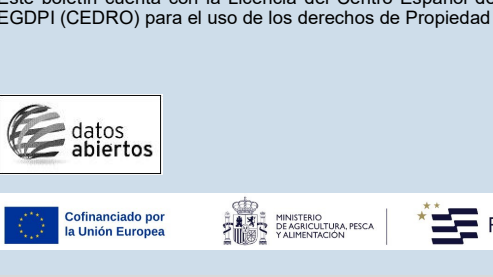 Este boletín cuenta con la Licencia del Centro Español de
EGDPI (CEDRO) para el uso de los derechos de Propiedad
datos
abiertos
Cofinanciado por
la Unión Europea
MINISTERIO
DE AGRICULTURA, PESCA
Y ALIMENTACIÓN